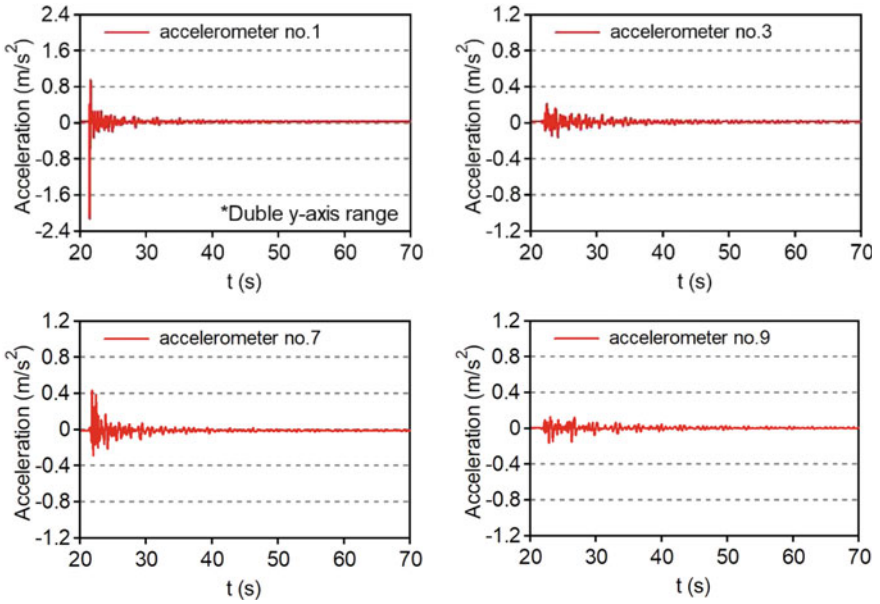 accelerometer no.1
Acceleration (m/s²)
2.4
1.6
0.8
0
-0.8
-1.6
-2.4
*Duble y-axis range
20 30 40 50 60 70
t (s)
accelerometer no.3
Acceleration (m/s²)
1.2
0.8
0.4
0
-0.4
-0.8
-1.2
20 30 40 50 60 70
t (s)
accelerometer no.7
Acceleration (m/s²)
1.2
0.8
0.4
0
-0.4
-0.8
-1.2
20 30 40 50 60 70
t (s)
accelerometer no.9
Acceleration (m/s²)
1.2
0.8
0.4
0
-0.4
-0.8
-1.2
20 30 40 50 60 70
t (s)